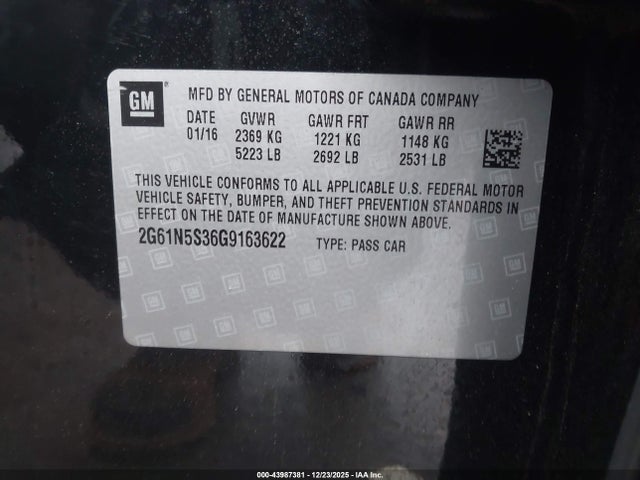 GM
MFD BY GENERAL MOTORS OF CANADA COMPANY
DATE GVWR GAWR FRT GAWR RR
01/16 2369 KG 1221 KG 1148 KG
5223 LB 2692 LB 2531 LB
THIS VEHICLE CONFORMS TO ALL APPLICABLE U.S. FEDERAL MOTOR
VEHICLE SAFETY, BUMPER, AND THEFT PREVENTION STANDARDS IN
EFFECT ON THE DATE OF MANUFACTURE SHOWN ABOVE.
2G61N5S36G9163622 TYPE: PASS CAR
000-43987381 - 12/23/2025 - IAA Inc.